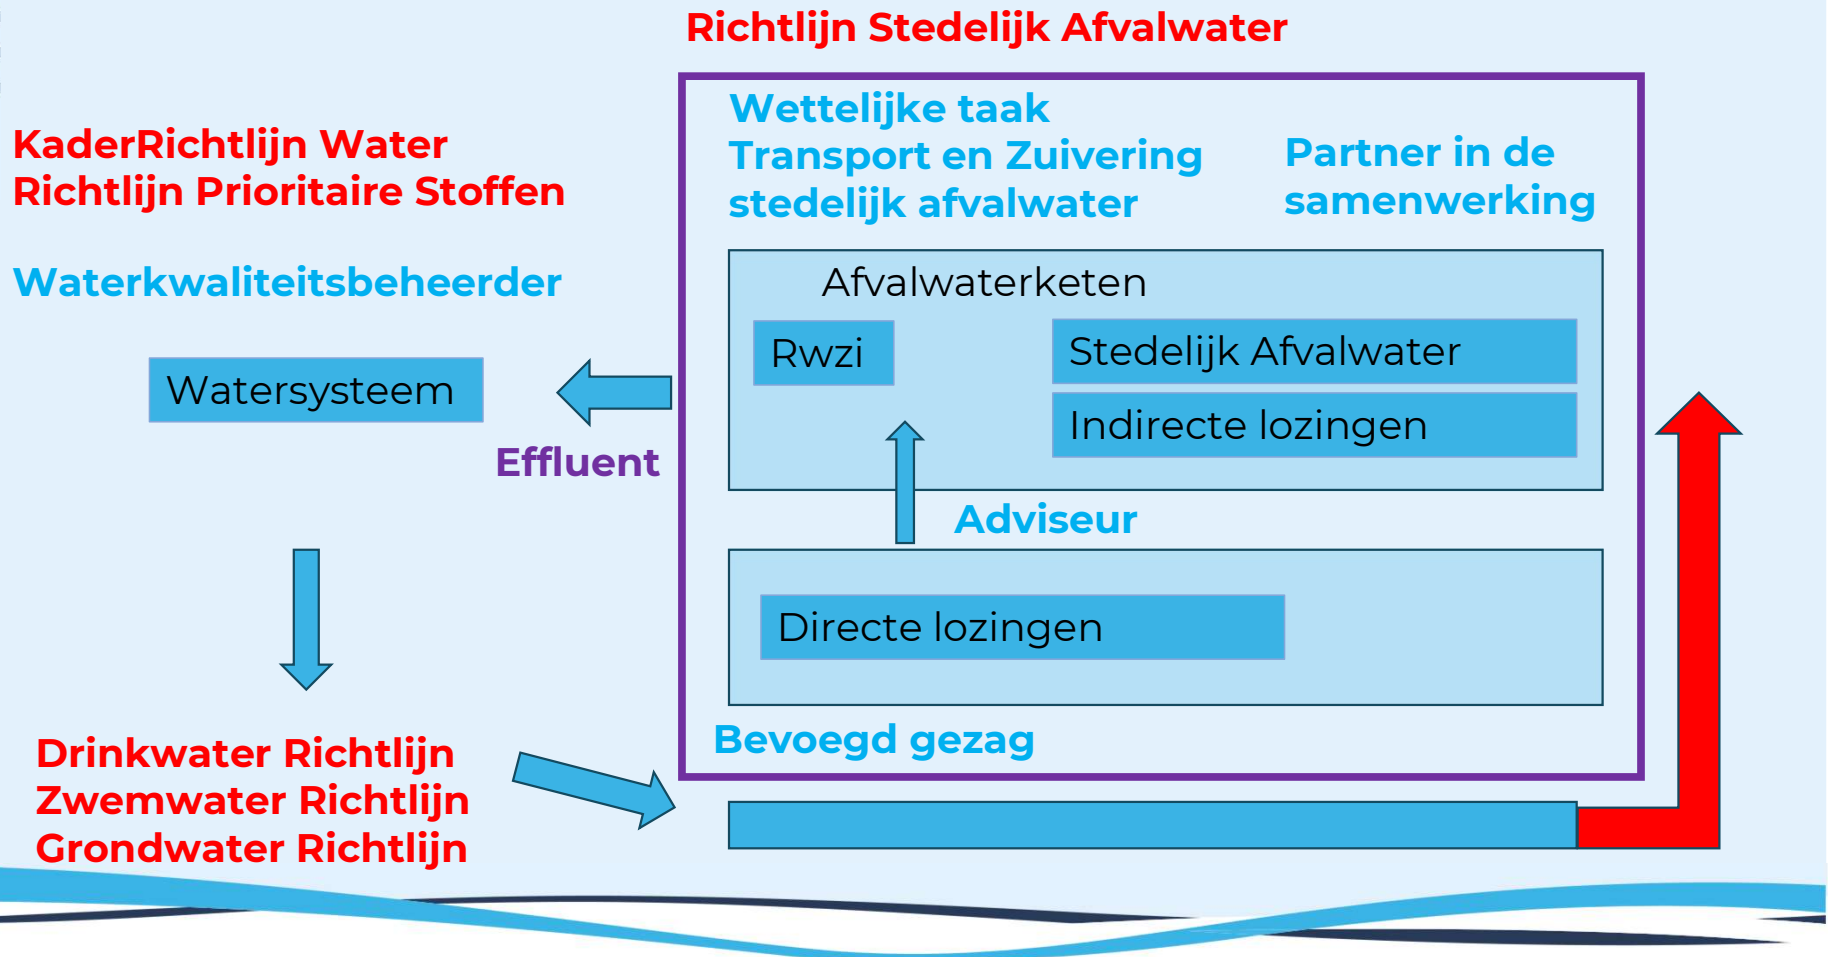 Richtlijn Stedelijk Afvalwater
KaderRichtlijn Water
Richtlijn Prioritaire Stoffen
Waterkwaliteitsbeheerder
Watersysteem
Effluent
Wettelijke taak
Transport en Zuivering
stedelijk afvalwater
Partner in de
samenwerking
Afvalwaterketen
Rwzi
Stedelijk Afvalwater
Indirecte lozingen
Adviseur
Directe lozingen
Bevoegd gezag
Drinkwater Richtlijn
Zwemwater Richtlijn
Grondwater Richtlijn